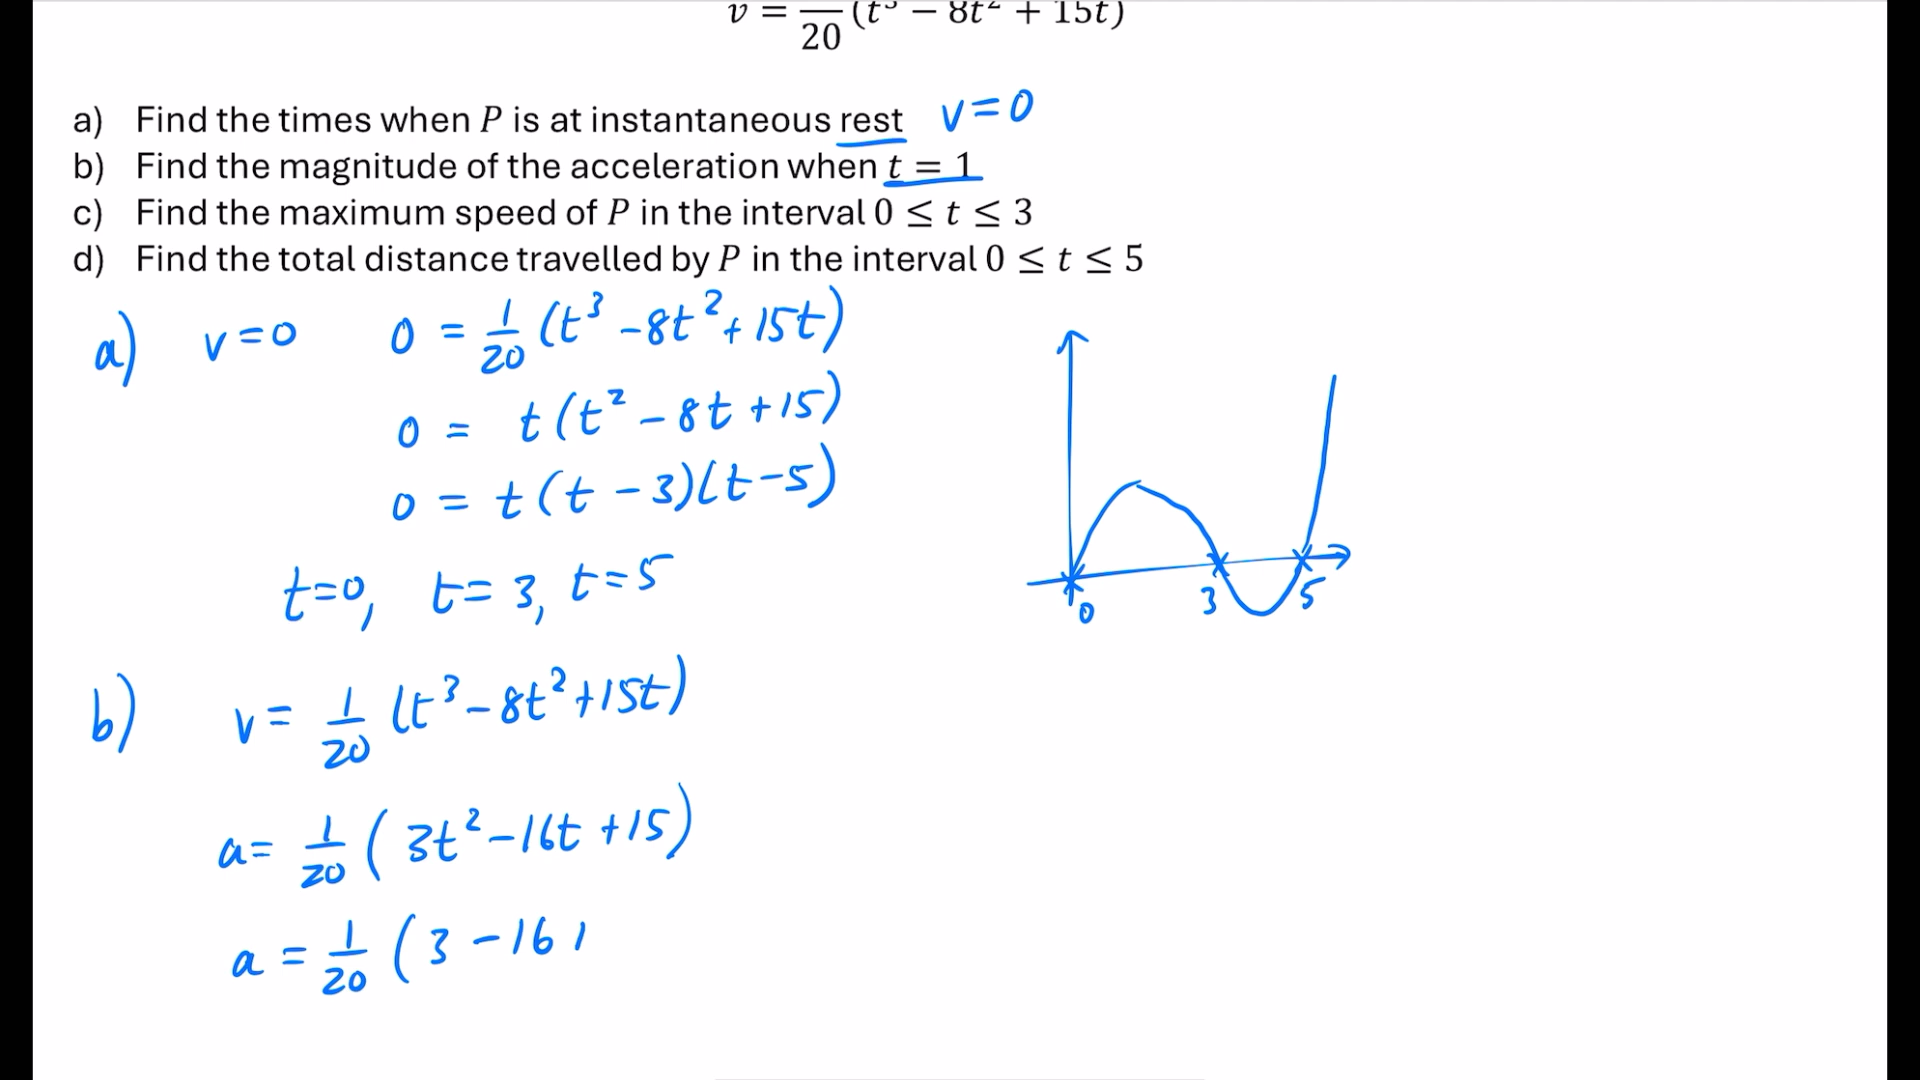 v = 1/20 (t³ − 8t² + 15t)
a) Find the times when P is at instantaneous rest v=0
b) Find the magnitude of the acceleration when t = 1
c) Find the maximum speed of P in the interval 0 ≤ t ≤ 3
d) Find the total distance travelled by P in the interval 0 ≤ t ≤ 5
a) v=0 0 = 1/20 (t³ −8t²+ 15t)
0 = t(t² − 8t +15)
0 = t(t − 3)(t−5)
t=0, t= 3, t=5
0 3 5
b) v= 1/20 (t³−8t²+15t)
a= 1/20 ( 3t²−16t +15)
a = 1/20 ( 3 −16